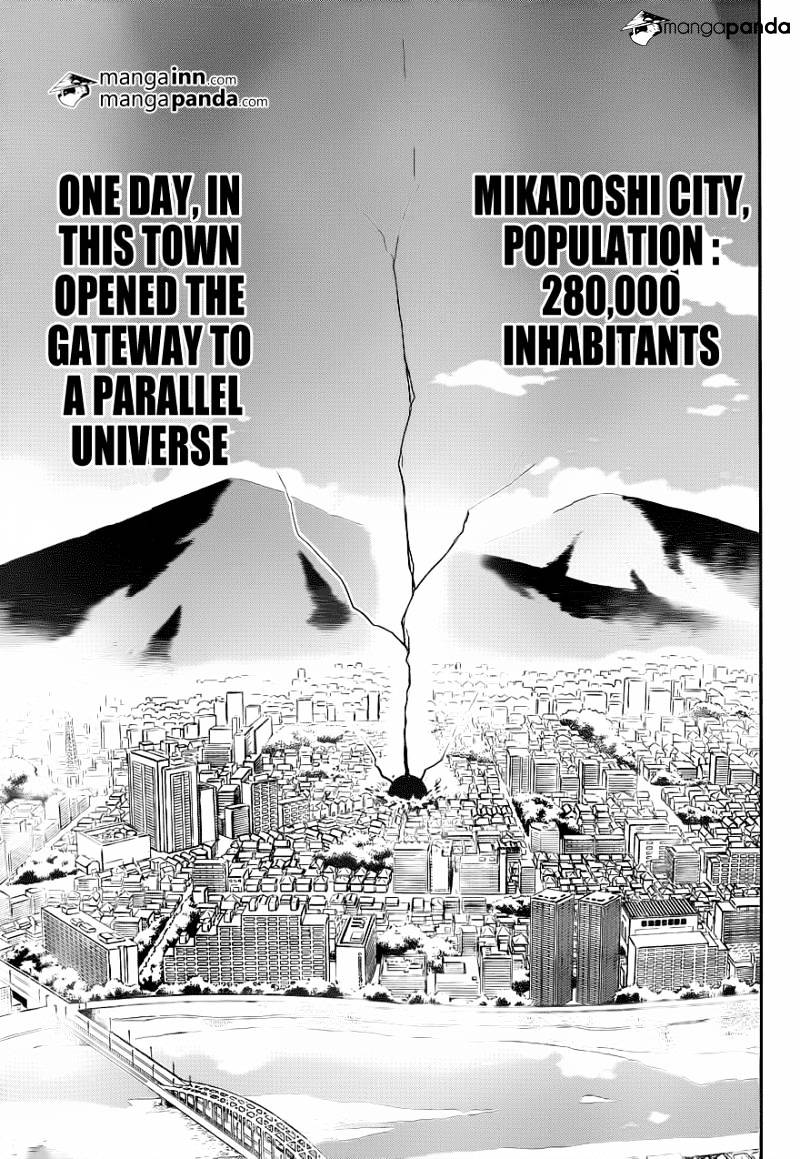 mangapanda
mangainn.com
mangapanda.com
MIKADOSHI CITY,
POPULATION :
280,000
INHABITANTS
ONE DAY, IN
THIS TOWN
OPENED THE
GATEWAY TO
A PARALLEL
UNIVERSE